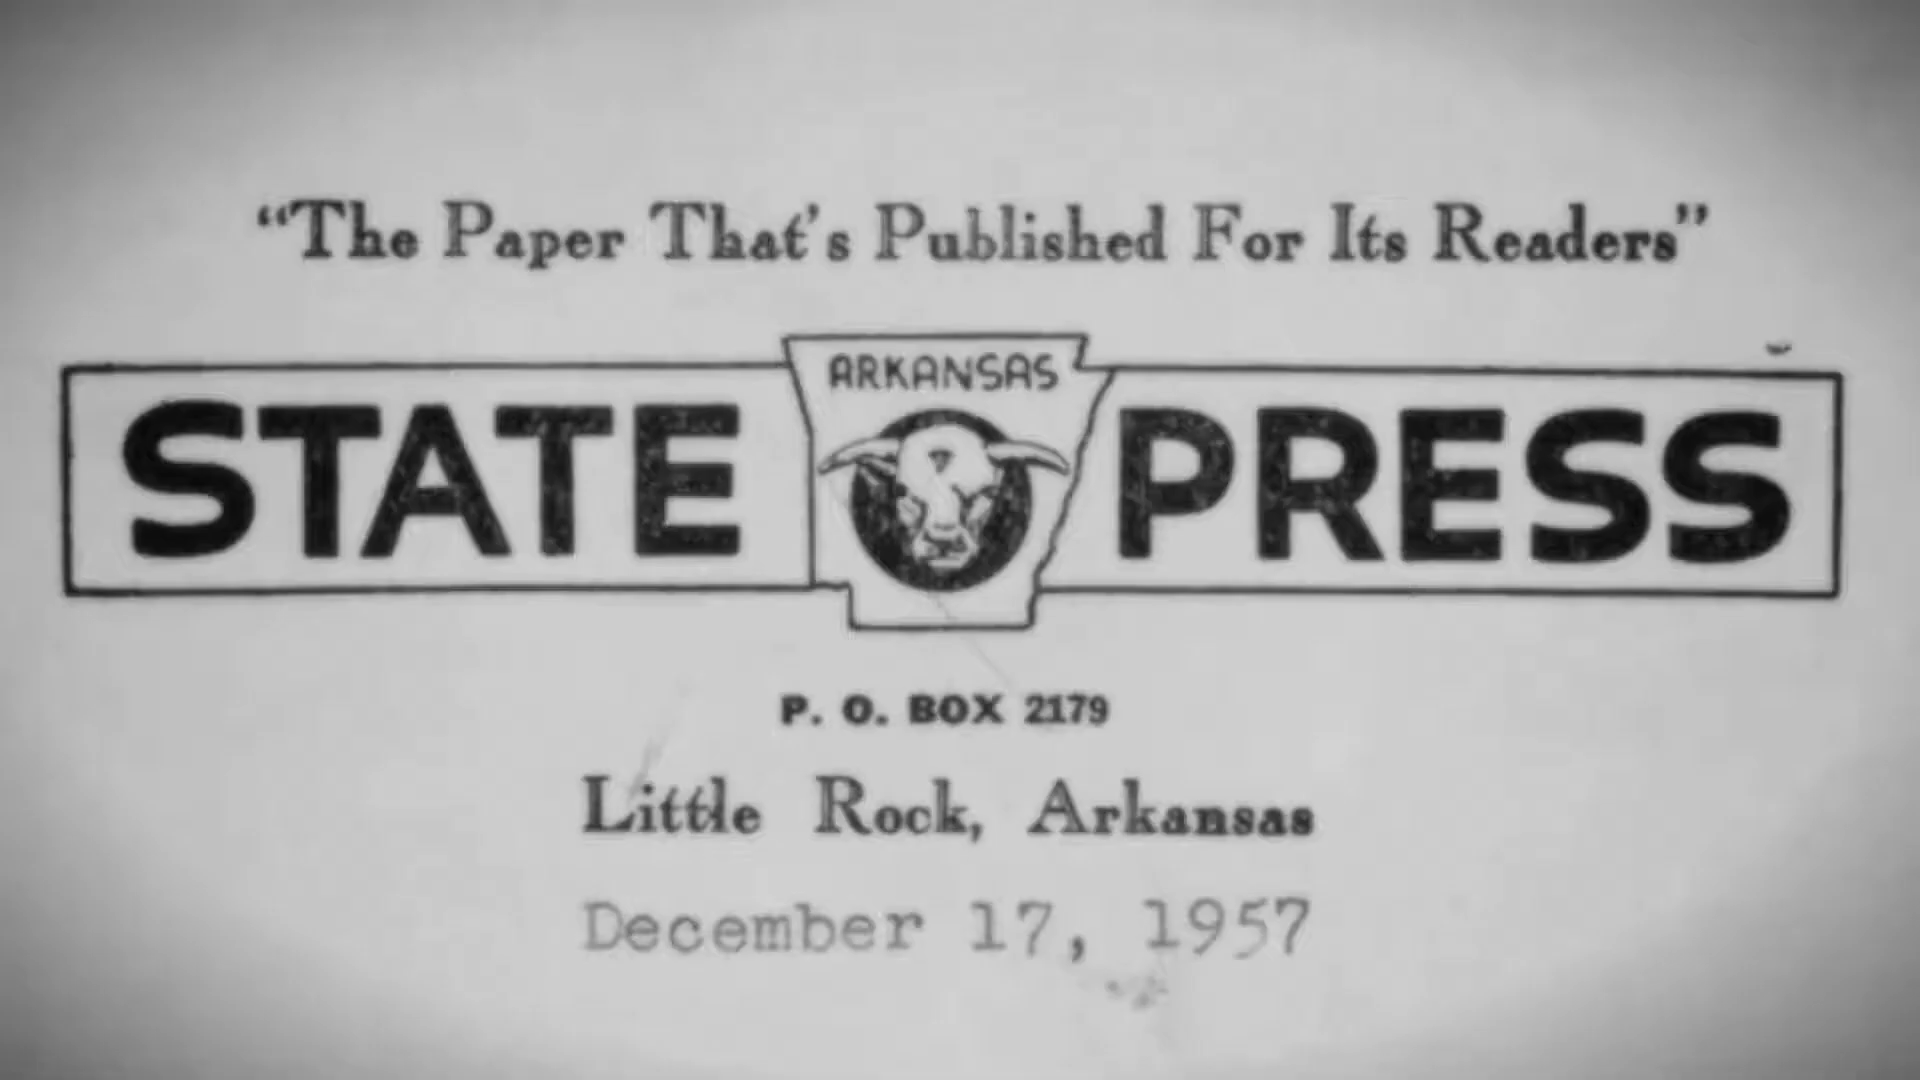 “The Paper That's Published For Its Readers”
ARKANSAS
STATE PRESS
P. O. BOX 2179
Little Rock, Arkansas
December 17, 1957